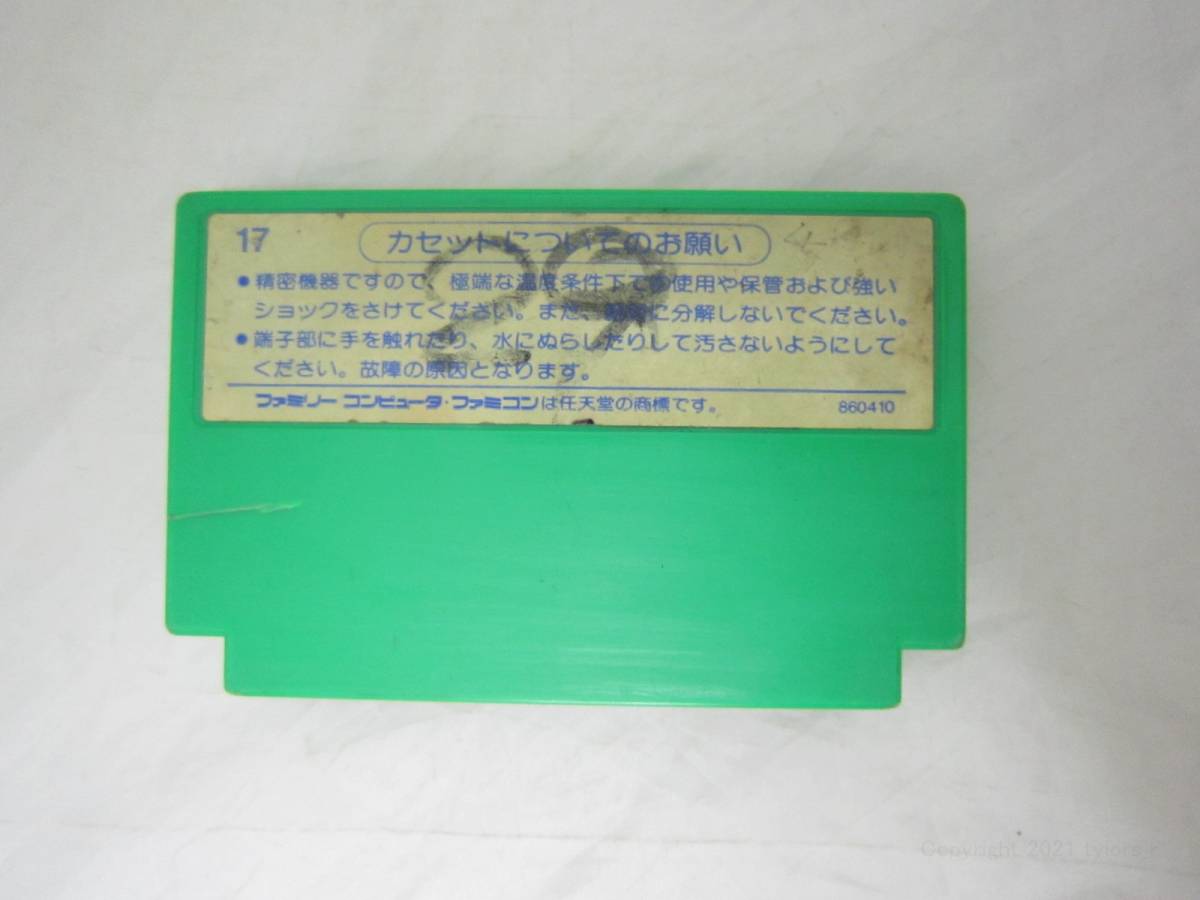 17
カセットについてのお願い
29
●精密機器ですので、極端な温度条件下での使用や保管および強い
ショックをさけてください。また、 に分解しないでください。
●端子部に手を触れたり、水にぬらしたりして汚さないようにして
ください。故障の原因となります。
ファミリーコンピュータ・ファミコンは任天堂の商標です。
860410
Copyright 2021 tylors